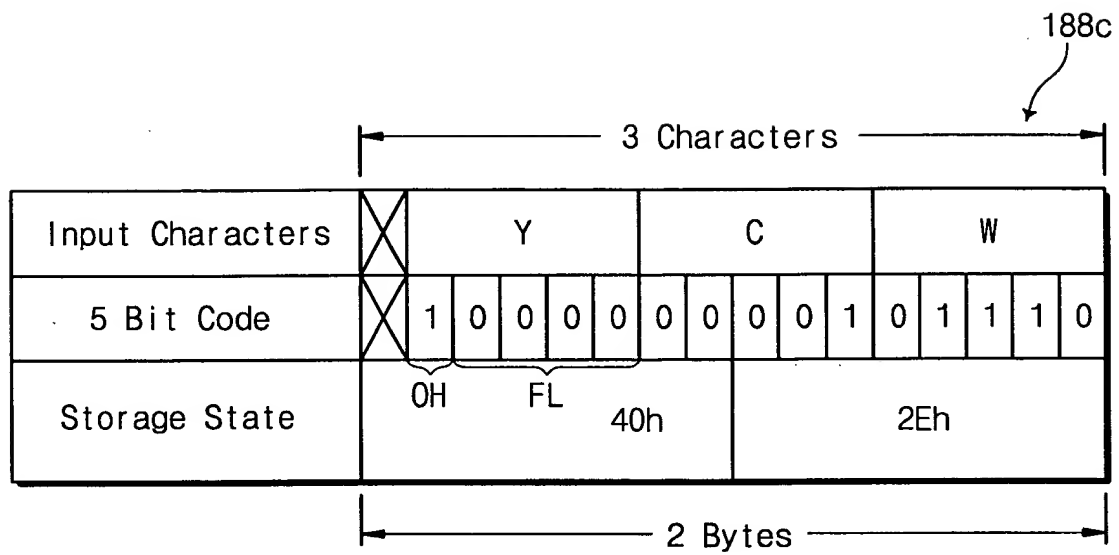 188c
3 Characters
Input Characters Y C W
5 Bit Code 1 0 0 0 0 0 0 0 0 1 0 1 1 1 0
OH FL
Storage State 40h 2Eh
2 Bytes